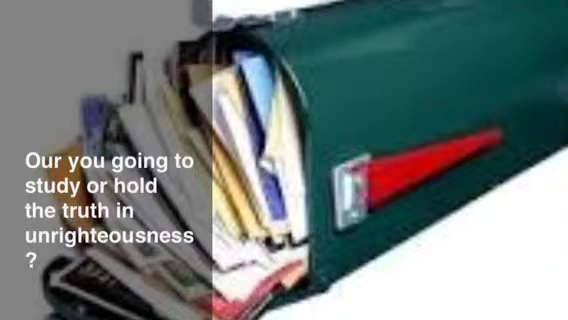 Our you going to
study or hold
the truth in
unrighteousness
?